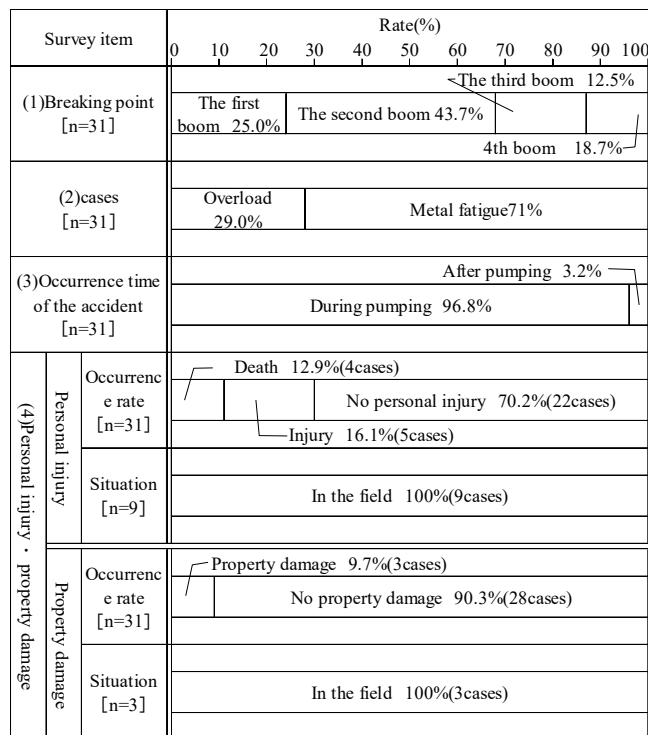 Survey item
Rate(%)
0 10 20 30 40 50 60 70 80 90 100
(1)Breaking point
[n=31]
The third boom 12.5%
The first
boom 25.0%
The second boom 43.7%
4th boom 18.7%
(2)cases
[n=31]
Overload
29.0%
Metal fatigue71%
(3)Occurrence time
of the accident
[n=31]
After pumping 3.2%
During pumping 96.8%
(4)Personal injury・property damage
Personal injury
Occurrenc
e rate
[n=31]
Death 12.9%(4cases)
No personal injury 70.2%(22cases)
Injury 16.1%(5cases)
Situation
[n=9]
In the field 100%(9cases)
Property damage
Occurrenc
e rate
[n=31]
Property damage 9.7%(3cases)
No property damage 90.3%(28cases)
Situation
[n=3]
In the field 100%(3cases)